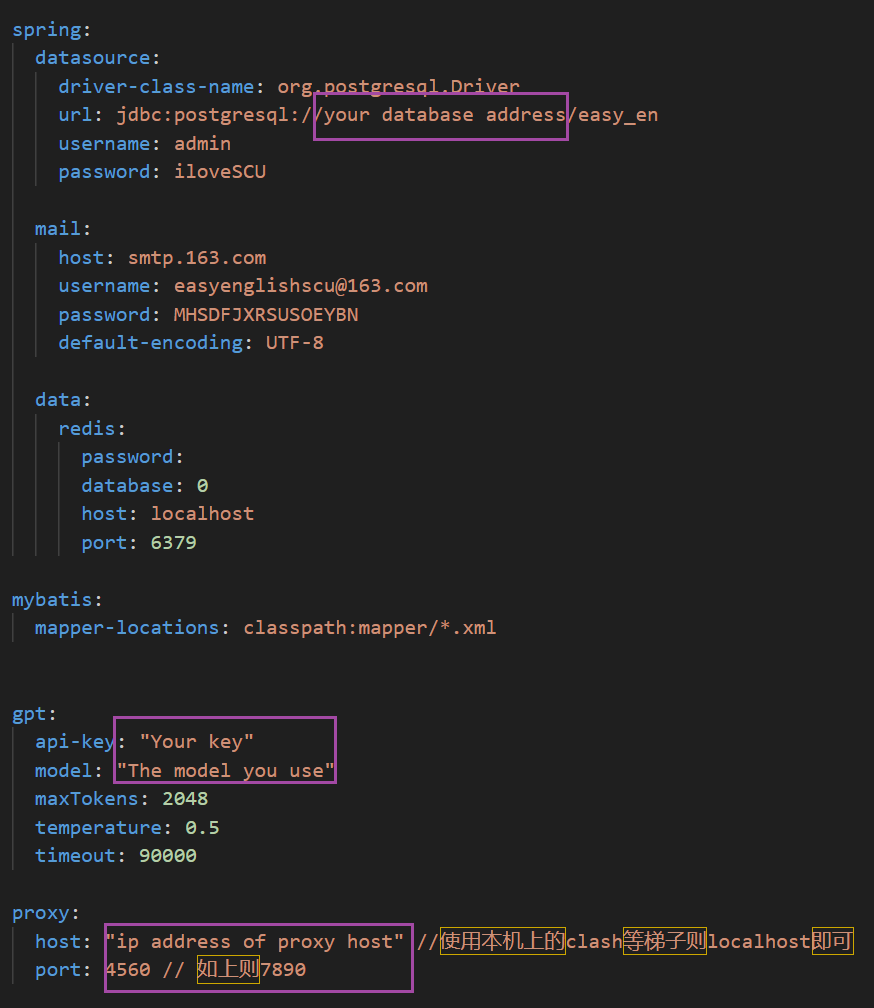 spring:
datasource:
driver-class-name: org.postgresql.Driver
url: jdbc:postgresql://your database address/easy_en
username: admin
password: iloveSCU
mail:
host: smtp.163.com
username: easyenglishscu@163.com
password: MHSDFJXRSUSOEYBN
default-encoding: UTF-8
data:
redis:
password:
database: 0
host: localhost
port: 6379
mybatis:
mapper-locations: classpath:mapper/*.xml
gpt:
api-key: "Your key"
model: "The model you use"
maxTokens: 2048
temperature: 0.5
timeout: 90000
proxy:
host: "ip address of proxy host" //使用本机上的clash等梯子则localhost即可
port: 4560 // 如上则7890